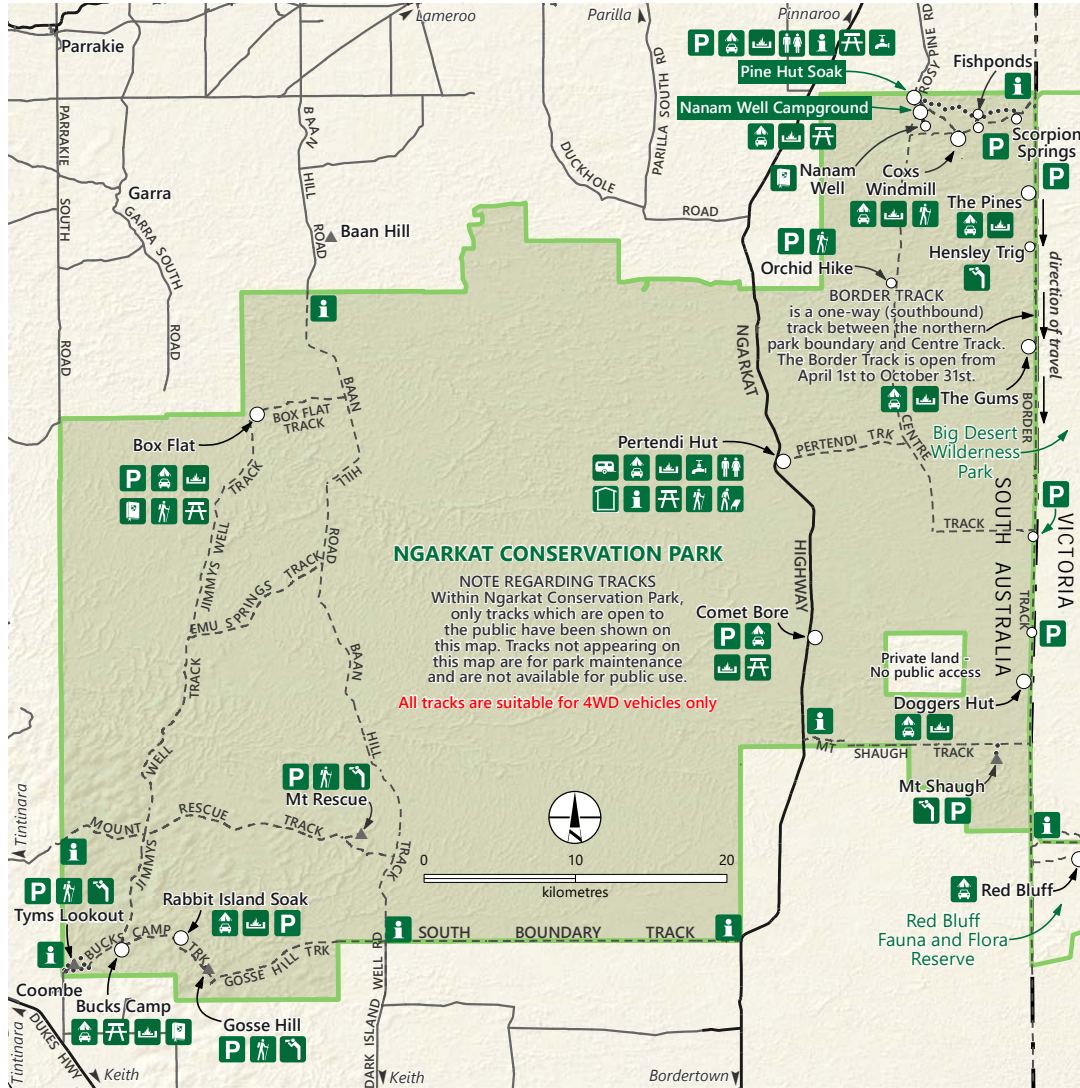 Lameroo
Parilla
Pinnaroo
Parrakie
ROSY PINE RD
P
i
Pine Hut Soak
Fishponds
i
Nanam Well Campground
PARRAKIE
SOUTH
ROAD
BAAN
HILL
ROAD
PARILLA SOUTH RD
DUCKHOLE
ROAD
Scorpion
Springs
P
P
Nanam
Well
Coxs
Windmill
The Pines
Garra
GARRA SOUTH
ROAD
Baan Hill
P
Hensley Trig
Orchid Hike
direction of travel
BORDER TRACK
is a one-way (southbound)
track between the northern
park boundary and Centre Track.
The Border Track is open from
April 1st to October 31st.
i
NGARKAT
HIGHWAY
The Gums
BORDER
TRACK
BOX FLAT
TRACK
BAAN
HILL
ROAD
Box Flat
P
Pertendi Hut
i
PERTENDI TRK
CENTRE
TRACK
Big Desert
Wilderness
Park
P
SOUTH AUSTRALIA
VICTORIA
TRACK
JIMMYS WELL
TRACK
EMU SPRINGS TRACK
NGARKAT CONSERVATION PARK
NOTE REGARDING TRACKS
Within Ngarkat Conservation Park,
only tracks which are open to
the public have been shown on
this map. Tracks not appearing on
this map are for park maintenance
and are not available for public use.
All tracks are suitable for 4WD vehicles only
Comet Bore
P
P
Private land -
No public access
Doggers Hut
i
MT SHAUGH TRACK
Mt Shaugh
P
i
BAAN
HILL
TRACK
WELL
JIMMYS
P
Mt Rescue
MOUNT RESCUE TRACK
Tintinara
i
0 10 20
kilometres
Red Bluff
Red Bluff
Fauna and Flora
Reserve
P
Tyms Lookout
Rabbit Island Soak
P
i
BUCKS CAMP
TRK
GOSSE HILL TRK
i
SOUTH BOUNDARY TRACK
i
Coombe
Bucks Camp
Gosse Hill
P
DARK ISLAND WELL RD
Tintinara
DUKES HWY
Keith
Keith
Bordertown